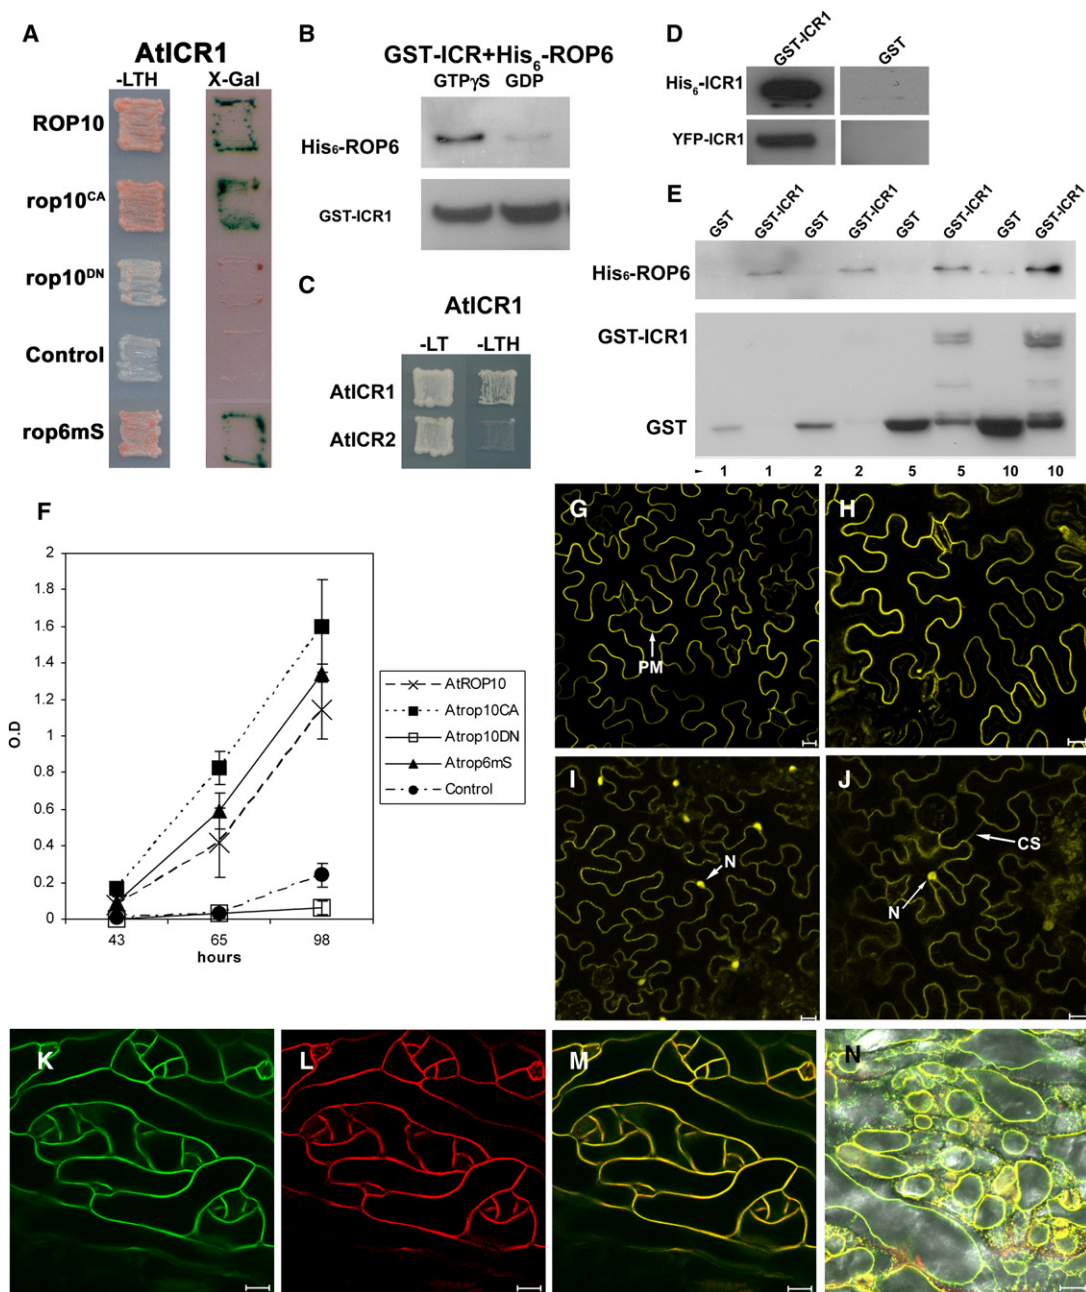 A
AtICR1
-LTH X-Gal
ROP10
rop10CA
rop10DN
Control
rop6mS
B
GST-ICR+His6-ROP6
GTPγS GDP
His6-ROP6
GST-ICR1
C
AtICR1
-LT -LTH
AtICR1
AtICR2
D
GST-ICR1 GST
His6-ICR1
YFP-ICR1
E
GST GST-ICR1 GST GST-ICR1 GST GST-ICR1 GST GST-ICR1
His6-ROP6
GST-ICR1
GST
1 1 2 2 5 5 10 10
F
2
1.8
1.6
1.4
1.2
1
0.8
0.6
0.4
0.2
0
O.D
43 65 98
hours
AtROP10
Atrop10CA
Atrop10DN
Atrop6mS
Control
G
PM
H
I
N
J
CS
N
K
L
M
N